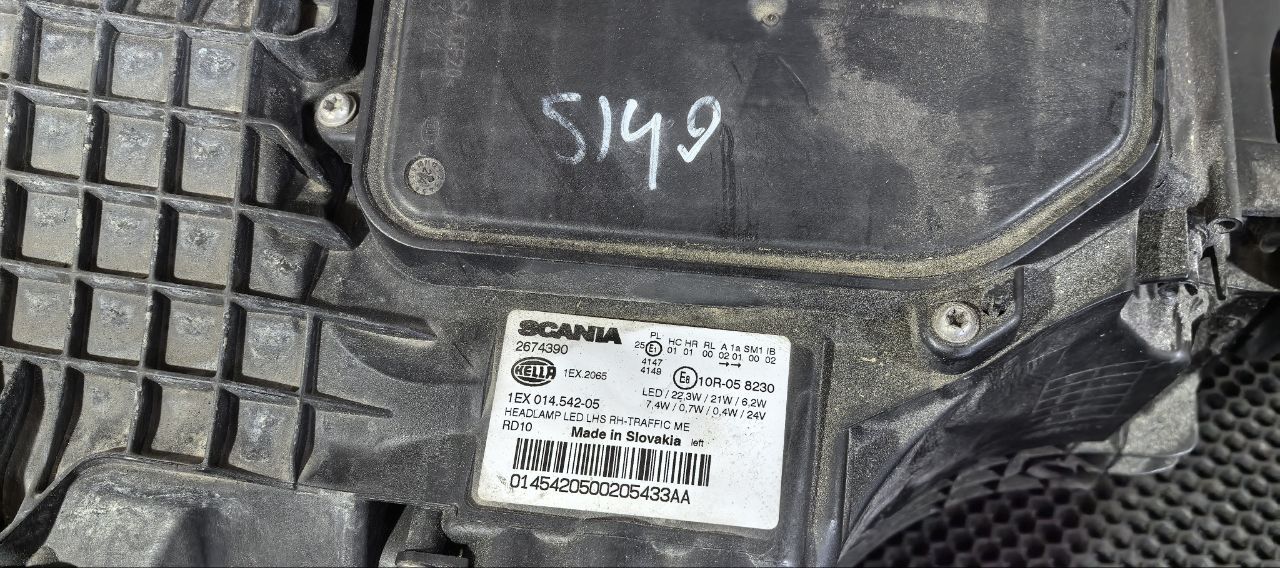 5149
SCANIA
2674390
PL HC HR RL A 1a SM1 IB
25 E1 01 01 00 02 01 00 02
→→
4147
4149
HELLA
1EX.2065
E8 10R-05 8230
LED / 22,3W / 21W / 6,2W
7,4W / 0,7W / 0,4W / 24V
1EX 014.542-05
HEADLAMP LED LHS RH-TRAFFIC ME
RD10 Made in Slovakia left
0145420500205433AA